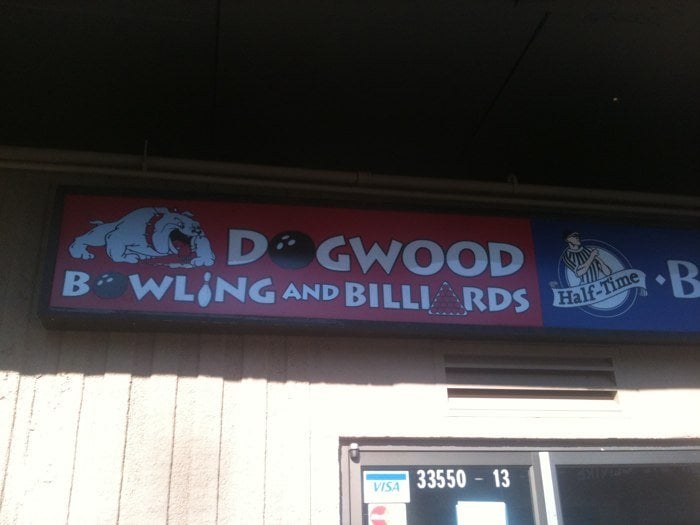 DOGWOOD
BOWLING AND BILLIARDS
Half-Time
B
VISA
33550 - 13